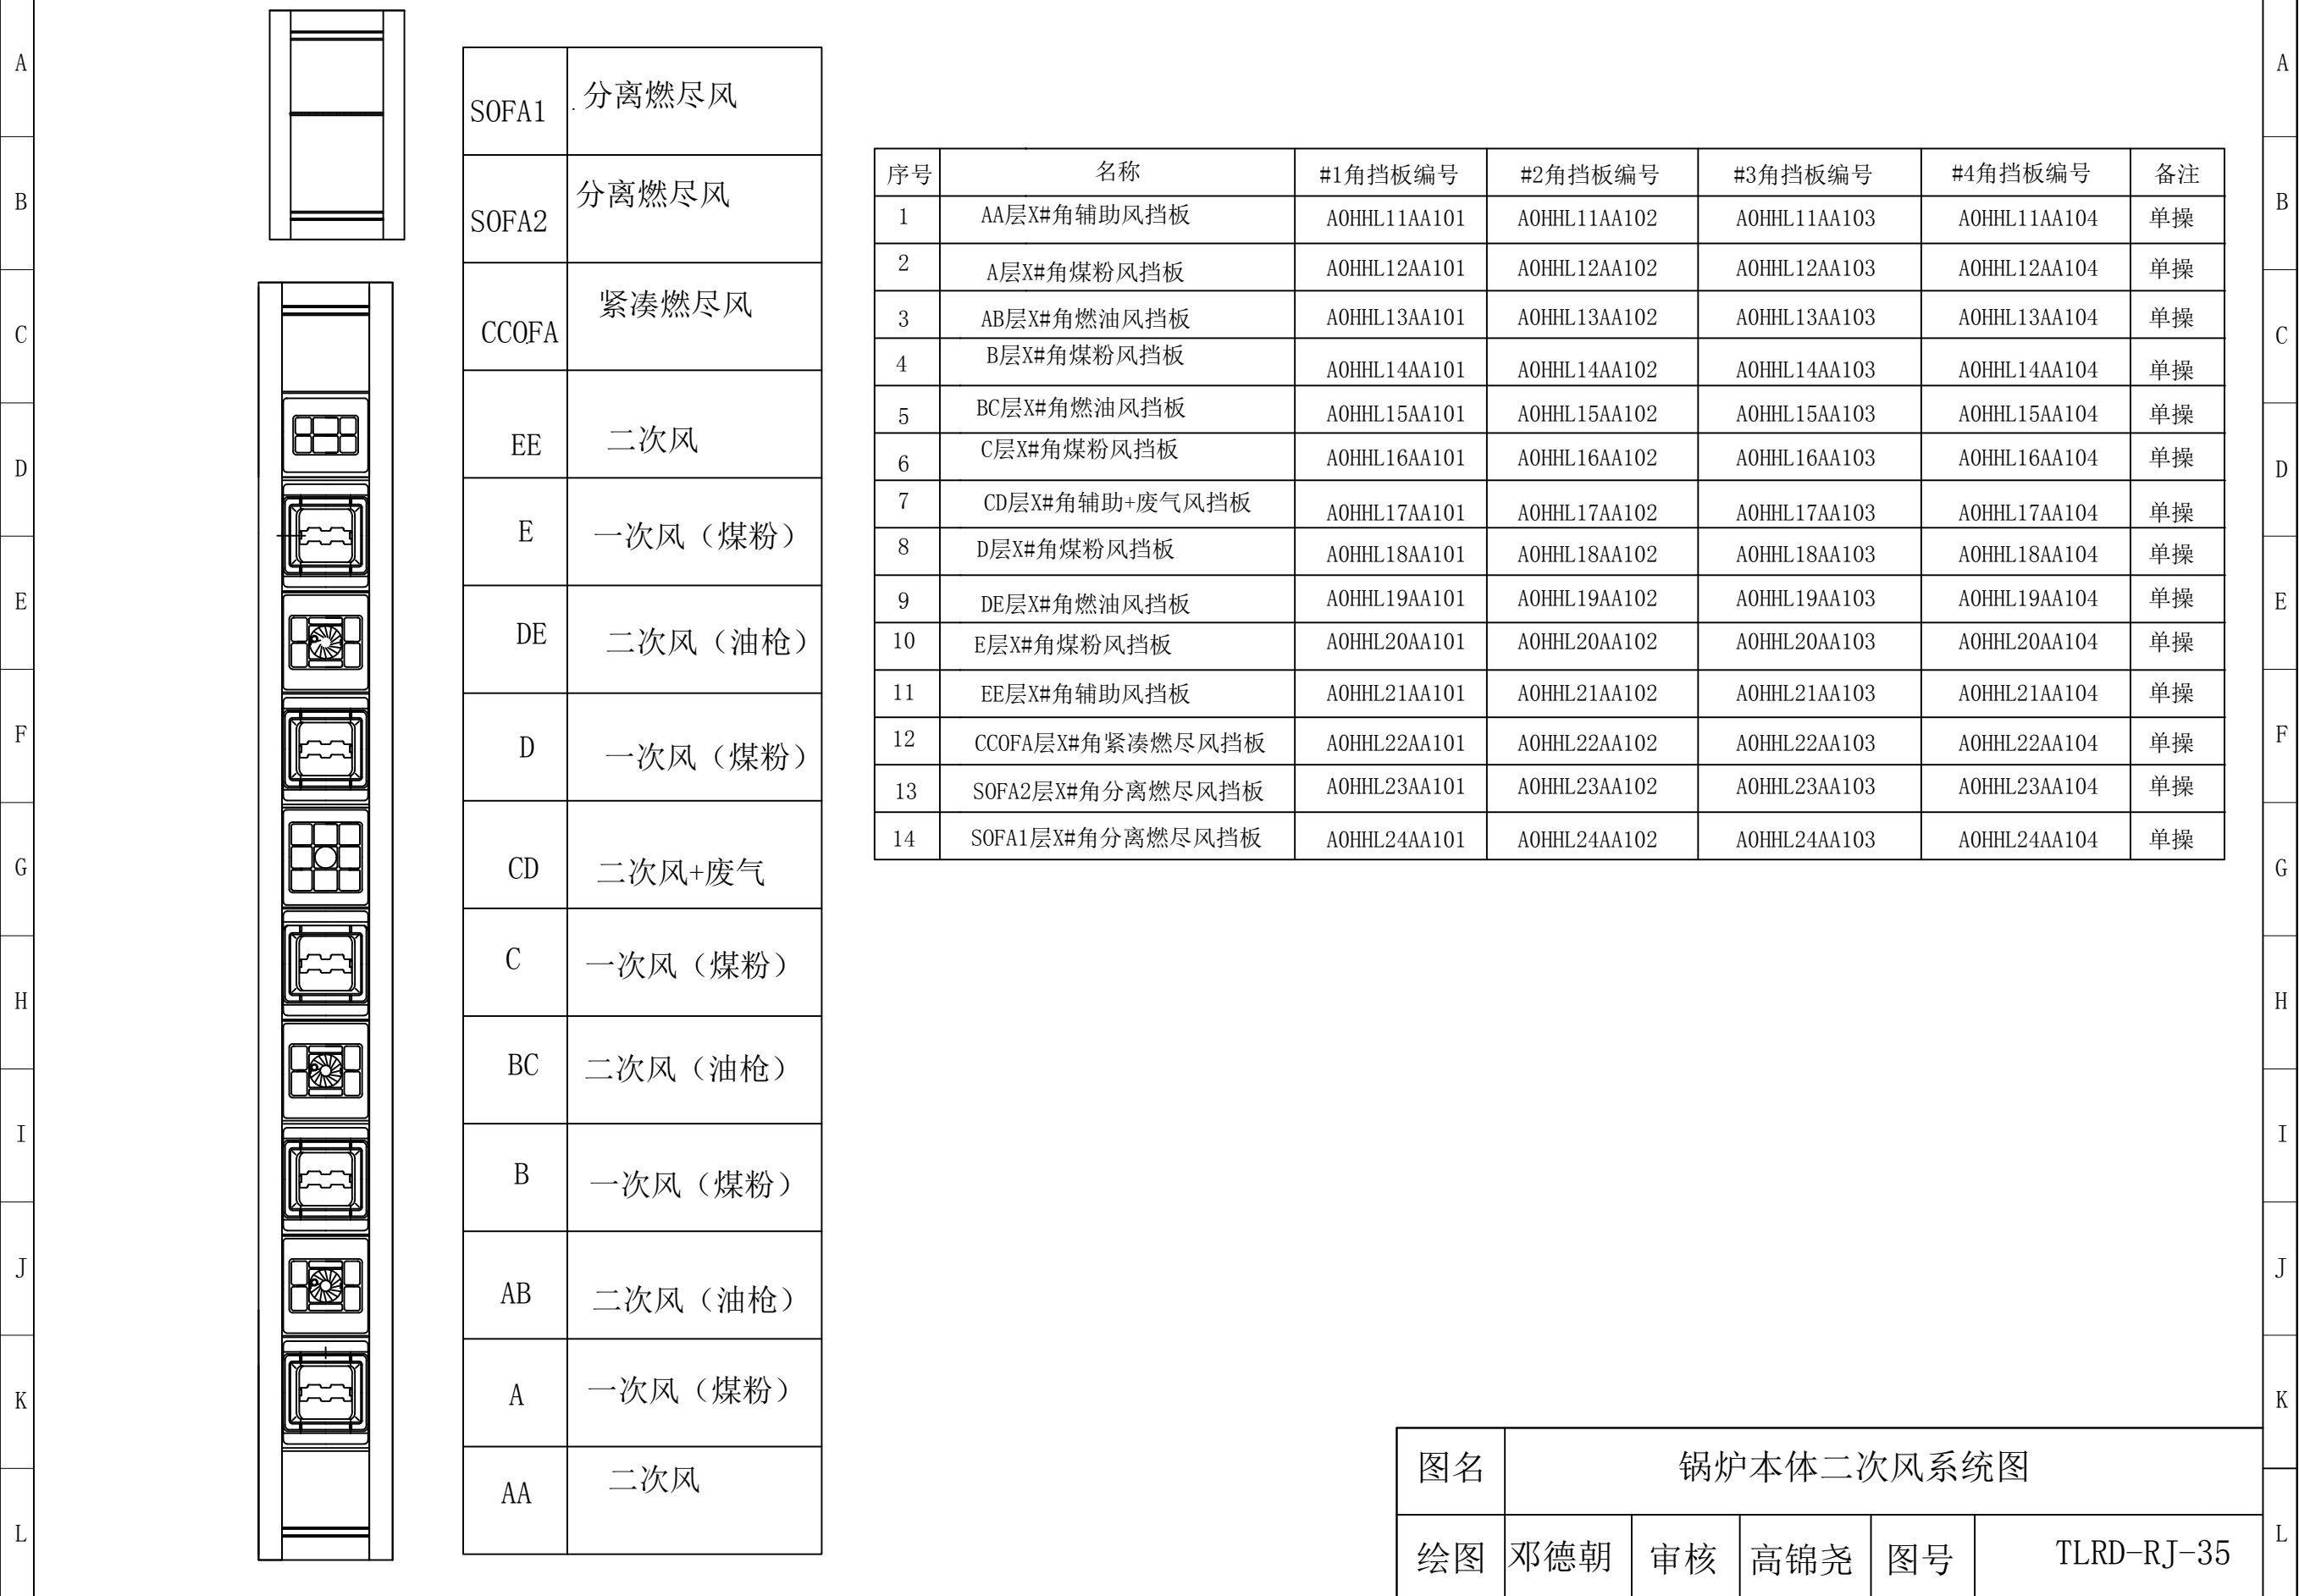 A
B
C
D
E
F
G
H
I
J
K
L
SOFA1 分离燃尽风
SOFA2 分离燃尽风
CCOFA 紧凑燃尽风
EE 二次风
E 一次风（煤粉）
DE 二次风（油枪）
D 一次风（煤粉）
CD 二次风+废气
C 一次风（煤粉）
BC 二次风（油枪）
B 一次风（煤粉）
AB 二次风（油枪）
A 一次风（煤粉）
AA 二次风
序号 名称 #1角挡板编号 #2角挡板编号 #3角挡板编号 #4角挡板编号 备注
1 AA层X#角辅助风挡板 A0HHL11AA101 A0HHL11AA102 A0HHL11AA103 A0HHL11AA104 单操
2 A层X#角煤粉风挡板 A0HHL12AA101 A0HHL12AA102 A0HHL12AA103 A0HHL12AA104 单操
3 AB层X#角燃油风挡板 A0HHL13AA101 A0HHL13AA102 A0HHL13AA103 A0HHL13AA104 单操
4 B层X#角煤粉风挡板 A0HHL14AA101 A0HHL14AA102 A0HHL14AA103 A0HHL14AA104 单操
5 BC层X#角燃油风挡板 A0HHL15AA101 A0HHL15AA102 A0HHL15AA103 A0HHL15AA104 单操
6 C层X#角煤粉风挡板 A0HHL16AA101 A0HHL16AA102 A0HHL16AA103 A0HHL16AA104 单操
7 CD层X#角辅助+废气风挡板 A0HHL17AA101 A0HHL17AA102 A0HHL17AA103 A0HHL17AA104 单操
8 D层X#角煤粉风挡板 A0HHL18AA101 A0HHL18AA102 A0HHL18AA103 A0HHL18AA104 单操
9 DE层X#角燃油风挡板 A0HHL19AA101 A0HHL19AA102 A0HHL19AA103 A0HHL19AA104 单操
10 E层X#角煤粉风挡板 A0HHL20AA101 A0HHL20AA102 A0HHL20AA103 A0HHL20AA104 单操
11 EE层X#角辅助风挡板 A0HHL21AA101 A0HHL21AA102 A0HHL21AA103 A0HHL21AA104 单操
12 CCOFA层X#角紧凑燃尽风挡板 A0HHL22AA101 A0HHL22AA102 A0HHL22AA103 A0HHL22AA104 单操
13 SOFA2层X#角分离燃尽风挡板 A0HHL23AA101 A0HHL23AA102 A0HHL23AA103 A0HHL23AA104 单操
14 SOFA1层X#角分离燃尽风挡板 A0HHL24AA101 A0HHL24AA102 A0HHL24AA103 A0HHL24AA104 单操
图名 锅炉本体二次风系统图
绘图 邓德朝 审核 高锦尧 图号 TLRD-RJ-35
A
B
C
D
E
F
G
H
I
J
K
L